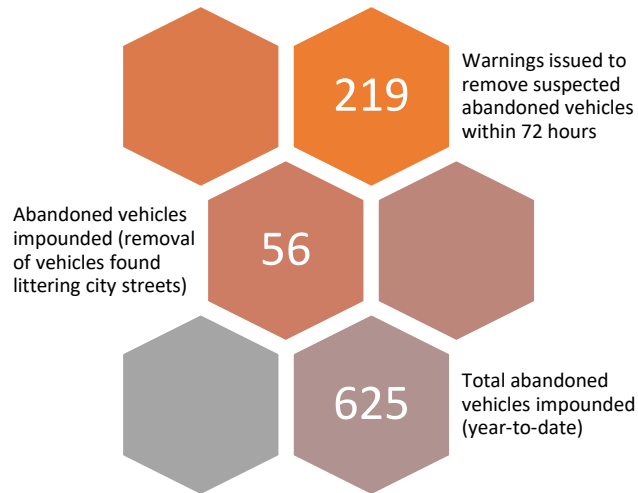 219
Warnings issued to
remove suspected
abandoned vehicles
within 72 hours
Abandoned vehicles
impounded (removal
of vehicles found
littering city streets)
56
625
Total abandoned
vehicles impounded
(year-to-date)